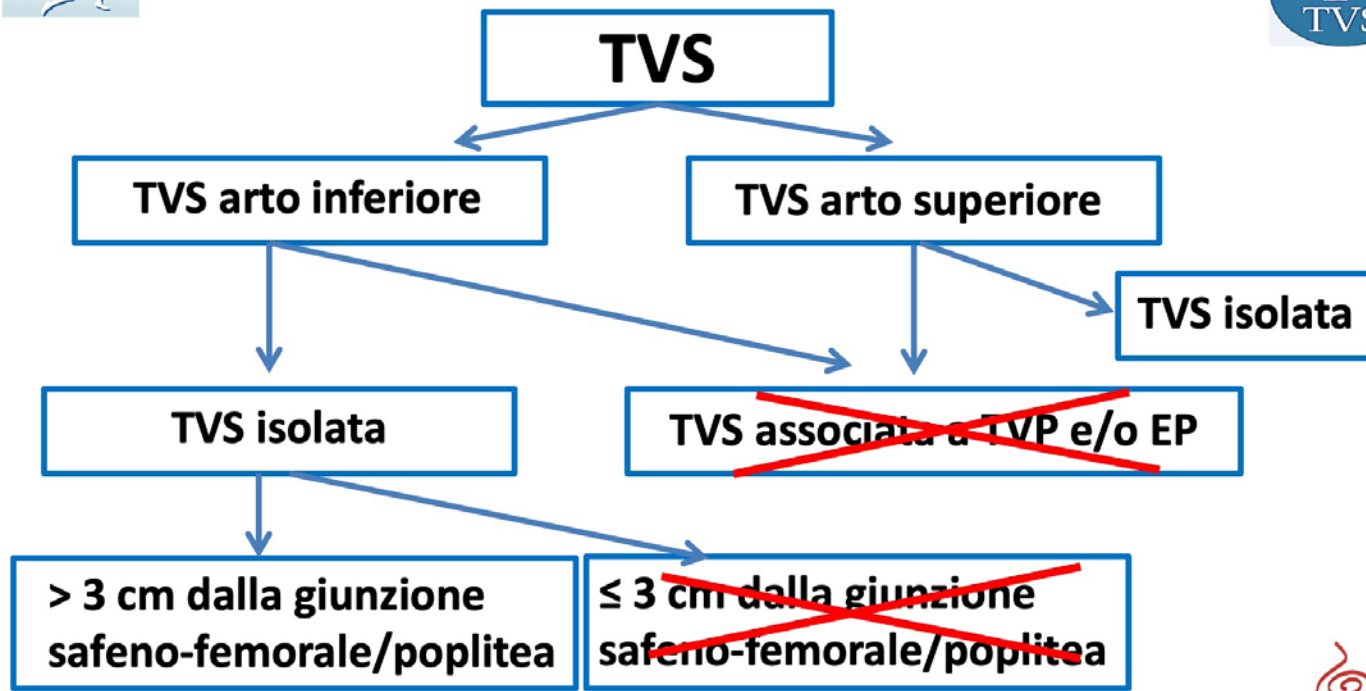 TVS
TVS
TVS arto inferiore
TVS arto superiore
TVS isolata
TVS isolata
TVS associata a TVP e/o EP
> 3 cm dalla giunzione
safeno-femorale/poplitea
≤ 3 cm dalla giunzione
safeno-femorale/poplitea